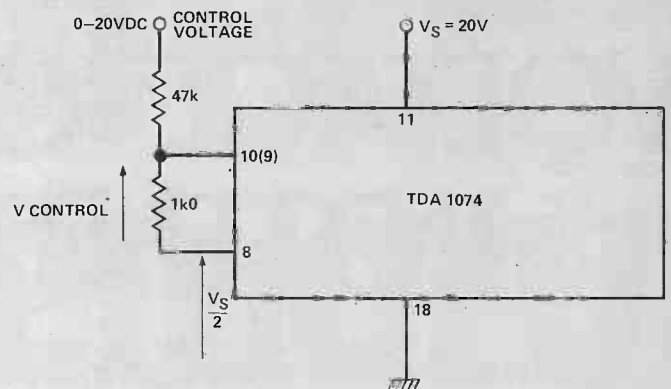 0–20VDC
CONTROL
VOLTAGE
V_S = 20V
47k
11
10(9)
TDA 1074
V CONTROL
1k0
8
V_S
2
18